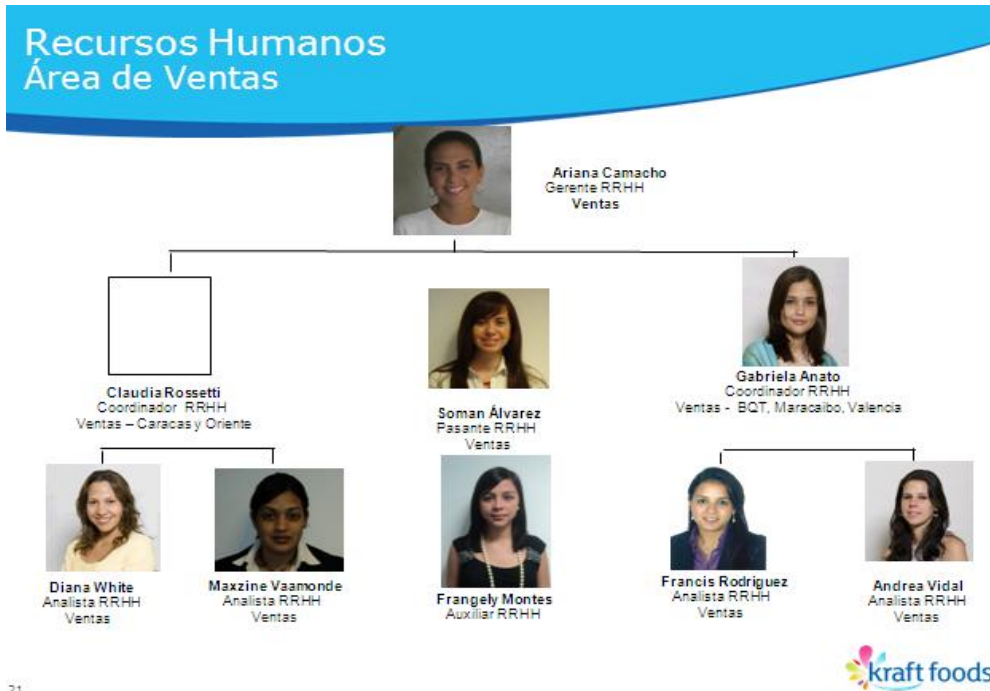 Recursos Humanos
Área de Ventas
Ariana Camacho
Gerente RRHH
Ventas
Claudia Rossetti
Coordinador RRHH
Ventas – Caracas y Oriente
Soman Álvarez
Pasante RRHH
Ventas
Gabriela Anato
Coordinador RRHH
Ventas - BQT, Maracaibo, Valencia
Diana White
Analista RRHH
Ventas
Maxzine Vaamonde
Analista RRHH
Ventas
Frangely Montes
Auxiliar RRHH
Francis Rodriguez
Analista RRHH
Ventas
Andrea Vidal
Analista RRHH
Ventas
kraft foods